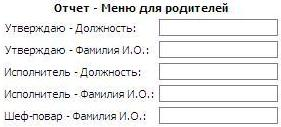 Отчет - Меню для родителей
Утверждаю - Должность:
Утверждаю - Фамилия И.О.:
Исполнитель - Должность:
Исполнитель - Фамилия И.О.:
Шеф-повар - Фамилия И.О.: